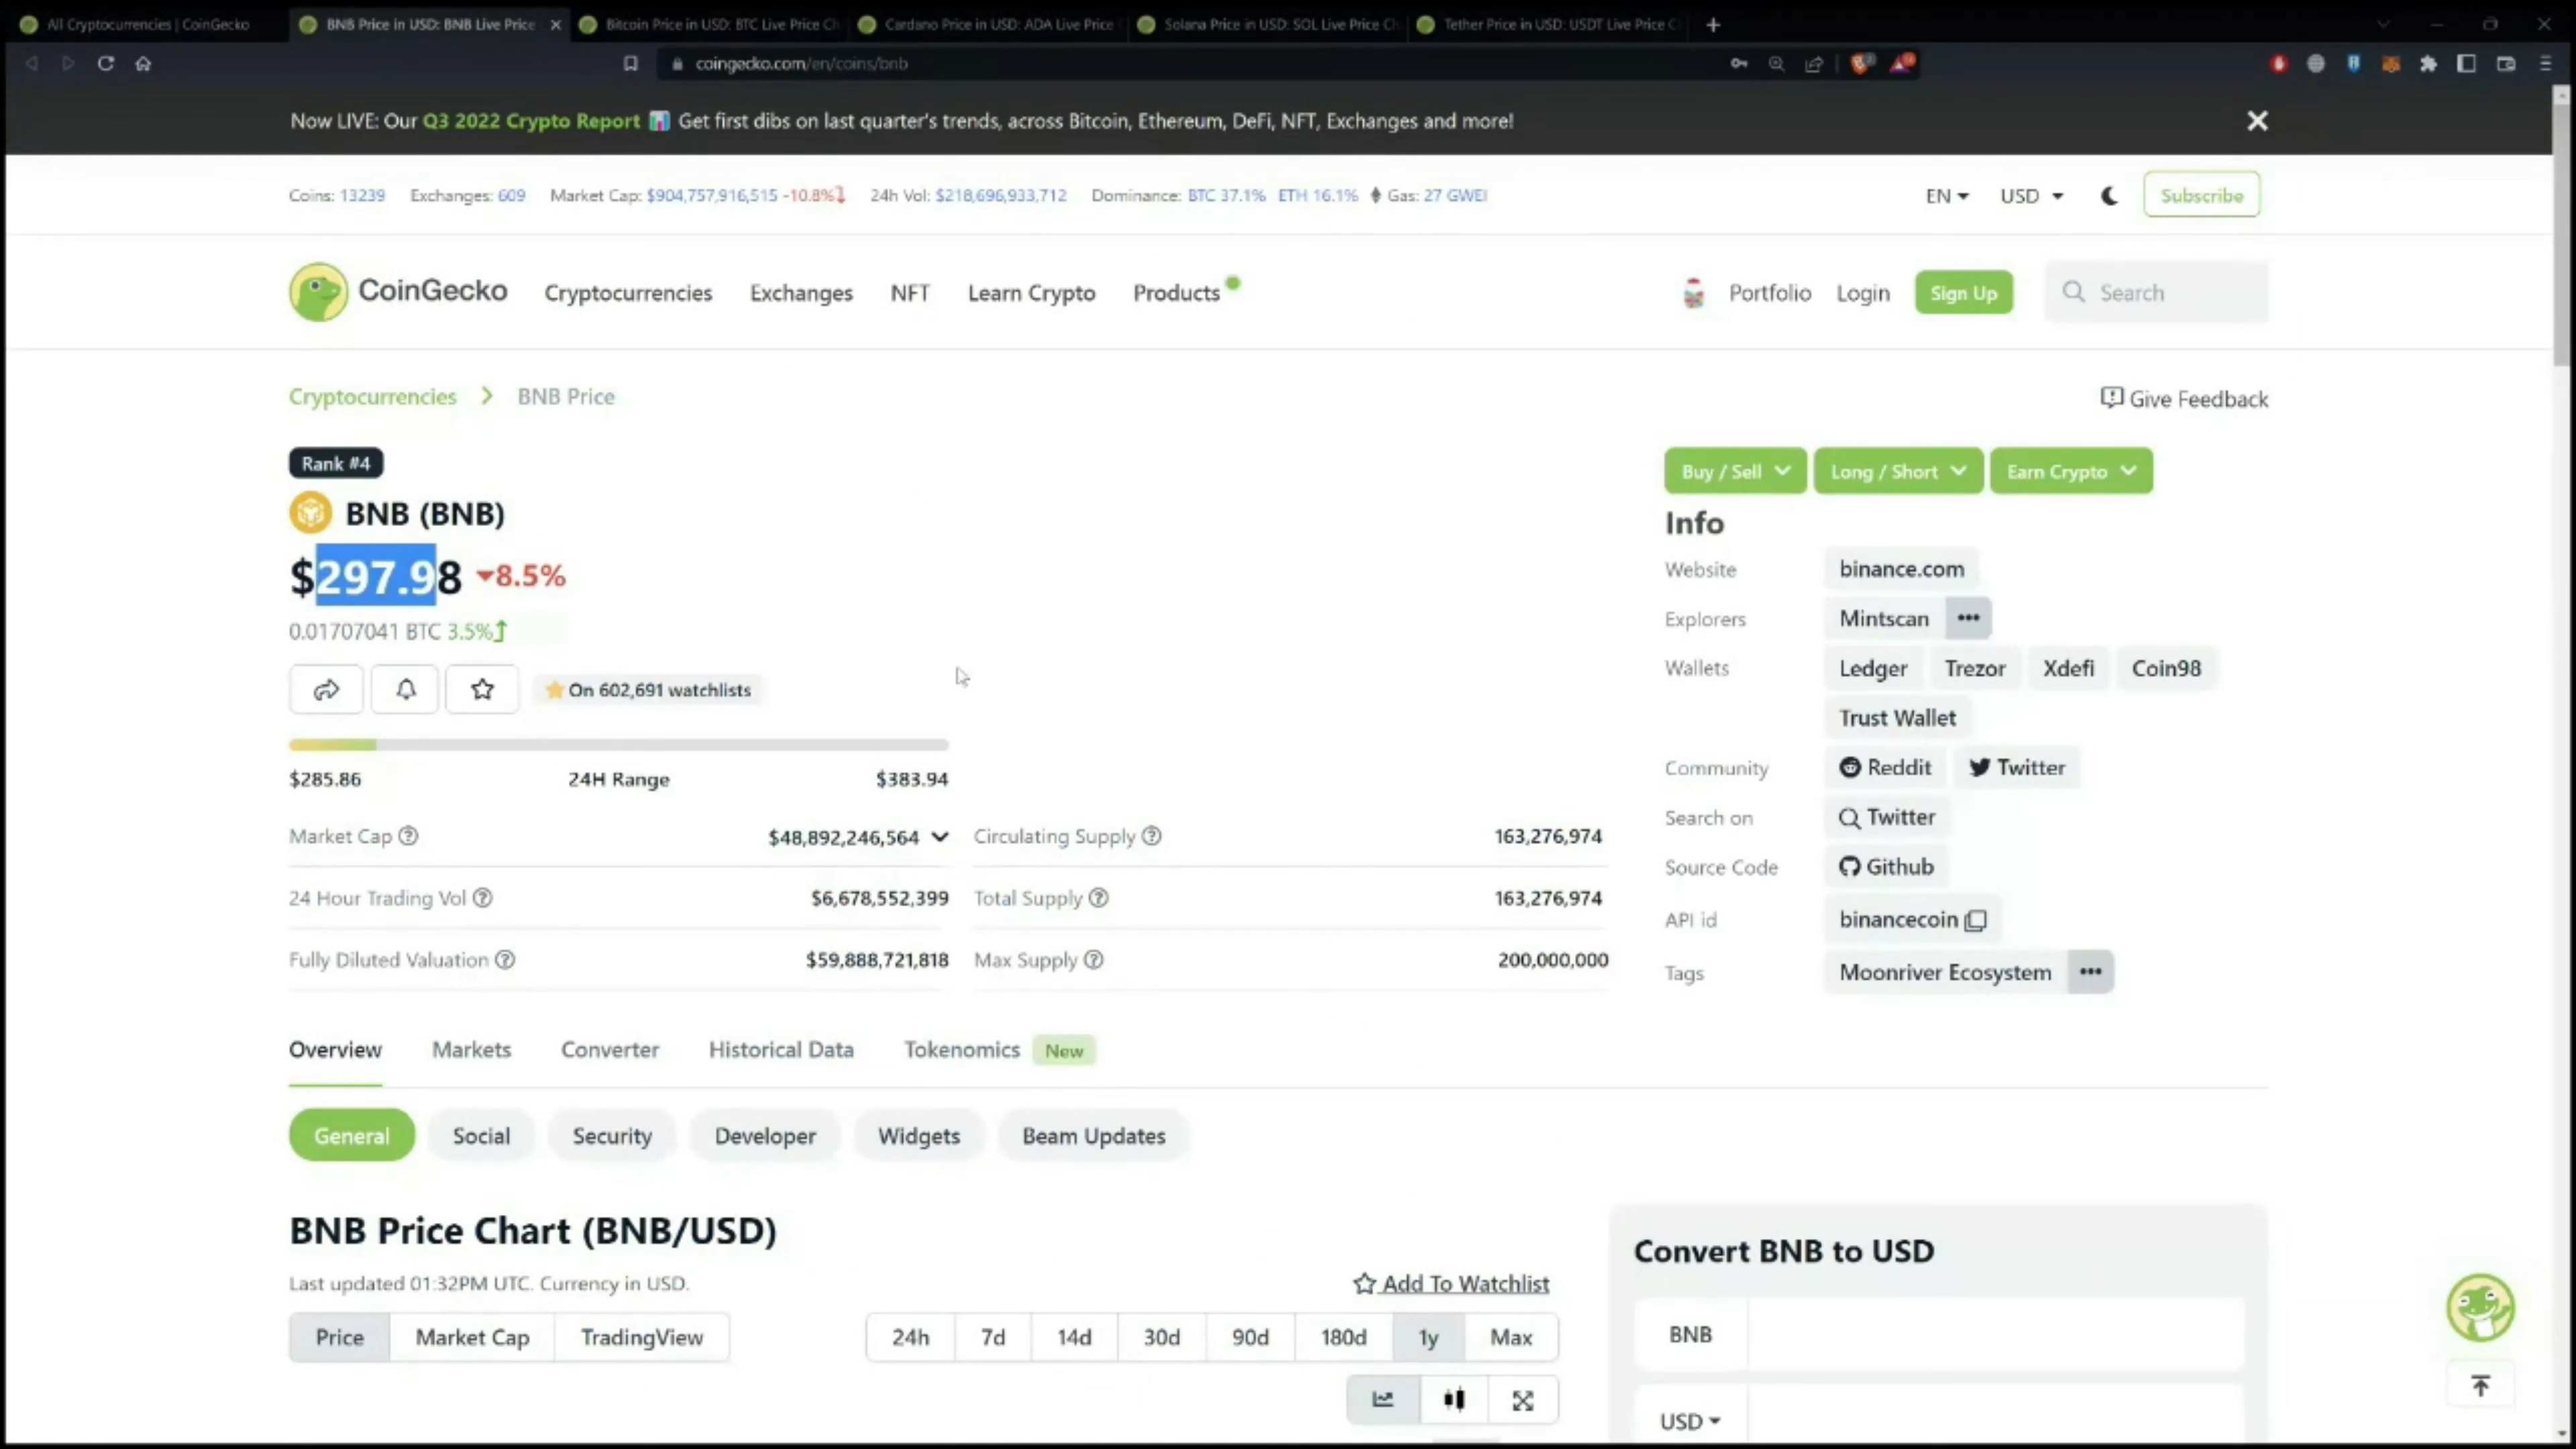 All Cryptocurrencies | CoinGecko
BNB Price in USD: BNB Live Price
Bitcoin Price in USD: BTC Live Price Ch
Cardano Price in USD: ADA Live Price
Solana Price in USD: SOL Live Price Ch
Tether Price in USD: USDT Live Price C
coingecko.com/en/coins/bnb
Now LIVE: Our Q3 2022 Crypto Report 📊 Get first dibs on last quarter's trends, across Bitcoin, Ethereum, DeFi, NFT, Exchanges and more!
Coins: 13239 Exchanges: 609 Market Cap: $904,757,916,515 -10.8% 24h Vol: $218,696,933,712 Dominance: BTC 37.1% ETH 16.1% Gas: 27 GWEI
EN USD Subscribe
CoinGecko Cryptocurrencies Exchanges NFT Learn Crypto Products
Portfolio Login Sign Up Search
Cryptocurrencies > BNB Price
Give Feedback
Rank #4
BNB (BNB)
$297.98 8.5%
0.01707041 BTC 3.5%
On 602,691 watchlists
$285.86 24H Range $383.94
Market Cap $48,892,246,564
Circulating Supply 163,276,974
24 Hour Trading Vol $6,678,552,399
Total Supply 163,276,974
Fully Diluted Valuation $59,888,721,818
Max Supply 200,000,000
Buy / Sell Long / Short Earn Crypto
Info
Website binance.com
Explorers Mintscan
Wallets Ledger Trezor Xdefi Coin98
Trust Wallet
Community Reddit Twitter
Search on Twitter
Source Code Github
API id binancecoin
Tags Moonriver Ecosystem
Overview Markets Converter Historical Data Tokenomics New
General Social Security Developer Widgets Beam Updates
BNB Price Chart (BNB/USD)
Last updated 01:32PM UTC. Currency in USD.
Add To Watchlist
Price Market Cap TradingView
24h 7d 14d 30d 90d 180d 1y Max
Convert BNB to USD
BNB
USD